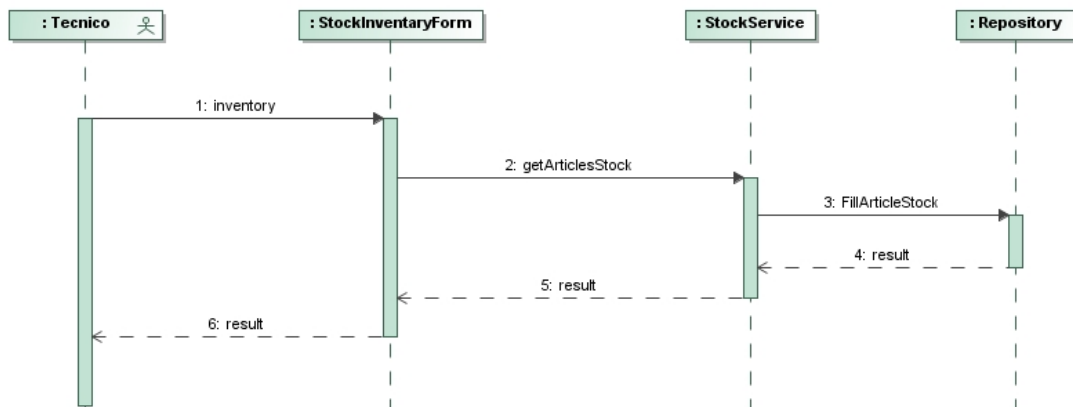 : Tecnico
: StockInventaryForm
: StockService
: Repository
1: inventory
2: getArticlesStock
3: FillArticleStock
4: result
5: result
6: result